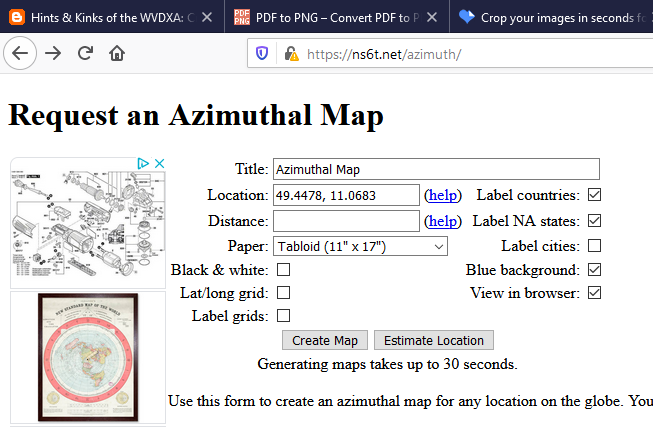 Hints & Kinks of the WVDXA: C
PDF to PNG – Convert PDF to P
Crop your images in seconds fo
https://ns6t.net/azimuth/
Request an Azimuthal Map
Title: Azimuthal Map
Location: 49.4478, 11.0683 (help) Label countries:
Distance: (help) Label NA states:
Paper: Tabloid (11" x 17") Label cities:
Black & white: Blue background:
Lat/long grid: View in browser:
Label grids:
Create Map Estimate Location
Generating maps takes up to 30 seconds.
NEW STANDARD MAP OF THE WORLD
Use this form to create an azimuthal map for any location on the globe. You